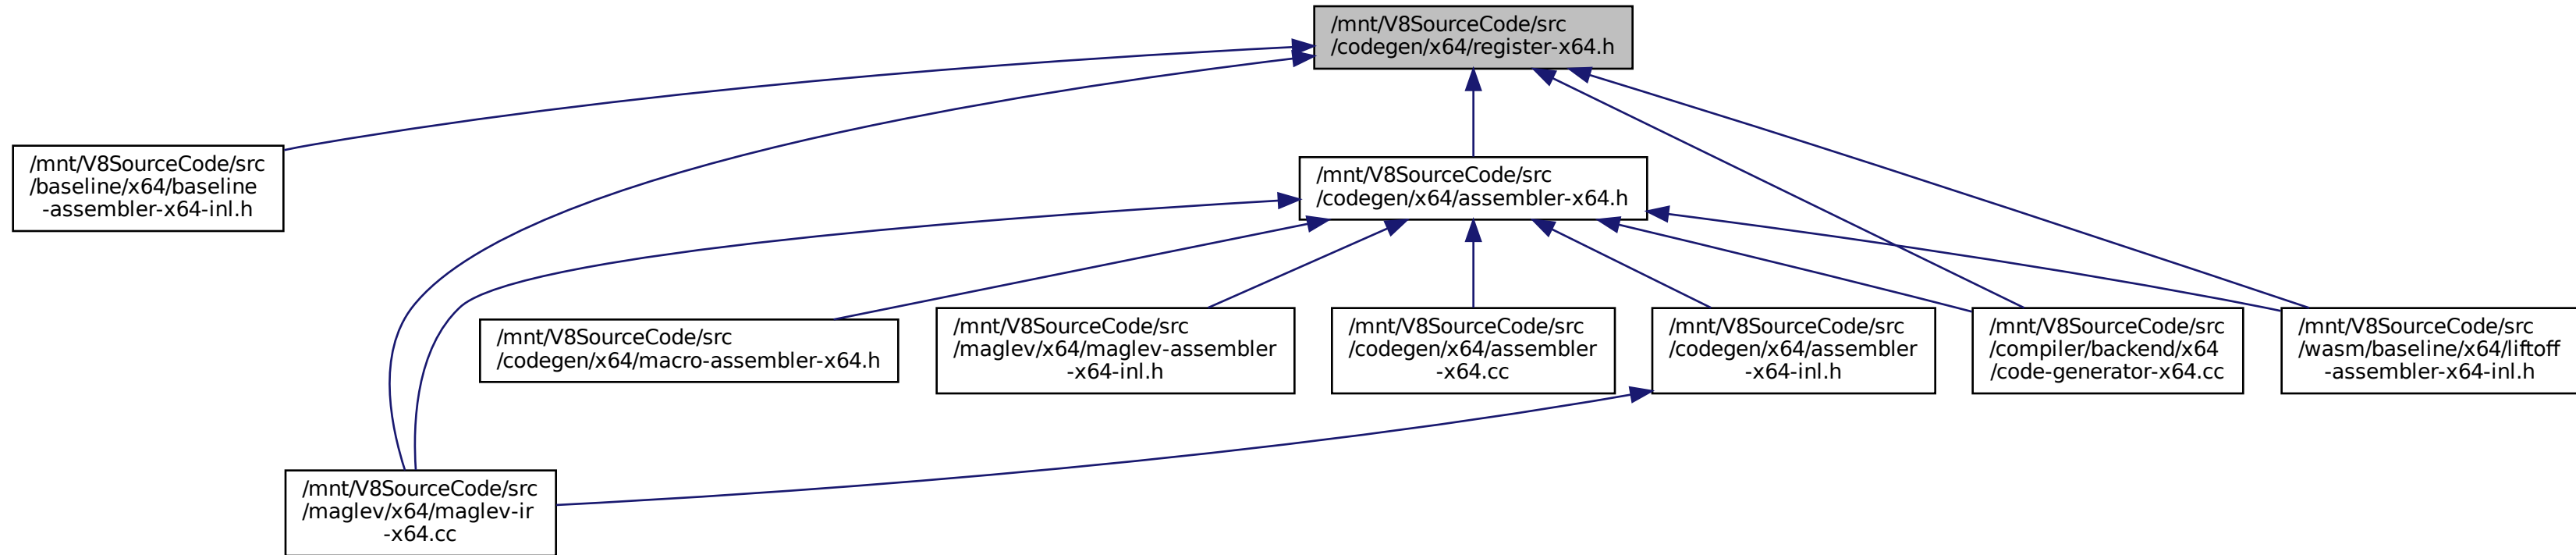 /mnt/V8SourceCode/src
/codegen/x64/register-x64.h
/mnt/V8SourceCode/src
/baseline/x64/baseline
-assembler-x64-inl.h
/mnt/V8SourceCode/src
/codegen/x64/assembler-x64.h
/mnt/V8SourceCode/src
/codegen/x64/macro-assembler-x64.h
/mnt/V8SourceCode/src
/maglev/x64/maglev-assembler
-x64-inl.h
/mnt/V8SourceCode/src
/codegen/x64/assembler
-x64.cc
/mnt/V8SourceCode/src
/codegen/x64/assembler
-x64-inl.h
/mnt/V8SourceCode/src
/compiler/backend/x64
/code-generator-x64.cc
/mnt/V8SourceCode/src
/wasm/baseline/x64/liftoff
-assembler-x64-inl.h
/mnt/V8SourceCode/src
/maglev/x64/maglev-ir
-x64.cc